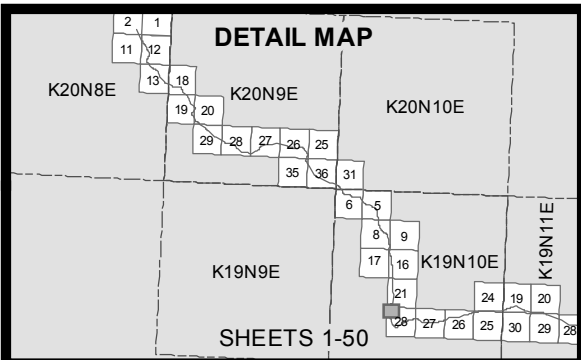 DETAIL MAP
2 1
11 12
13 18
K20N8E
K20N9E
K20N10E
19 20
29 28 27 26 25
35 36 31
6 5
8 9
17 16
K19N9E
K19N10E
K19N11E
21
24 19 20
28 27 26 25 30 29 28
SHEETS 1-50